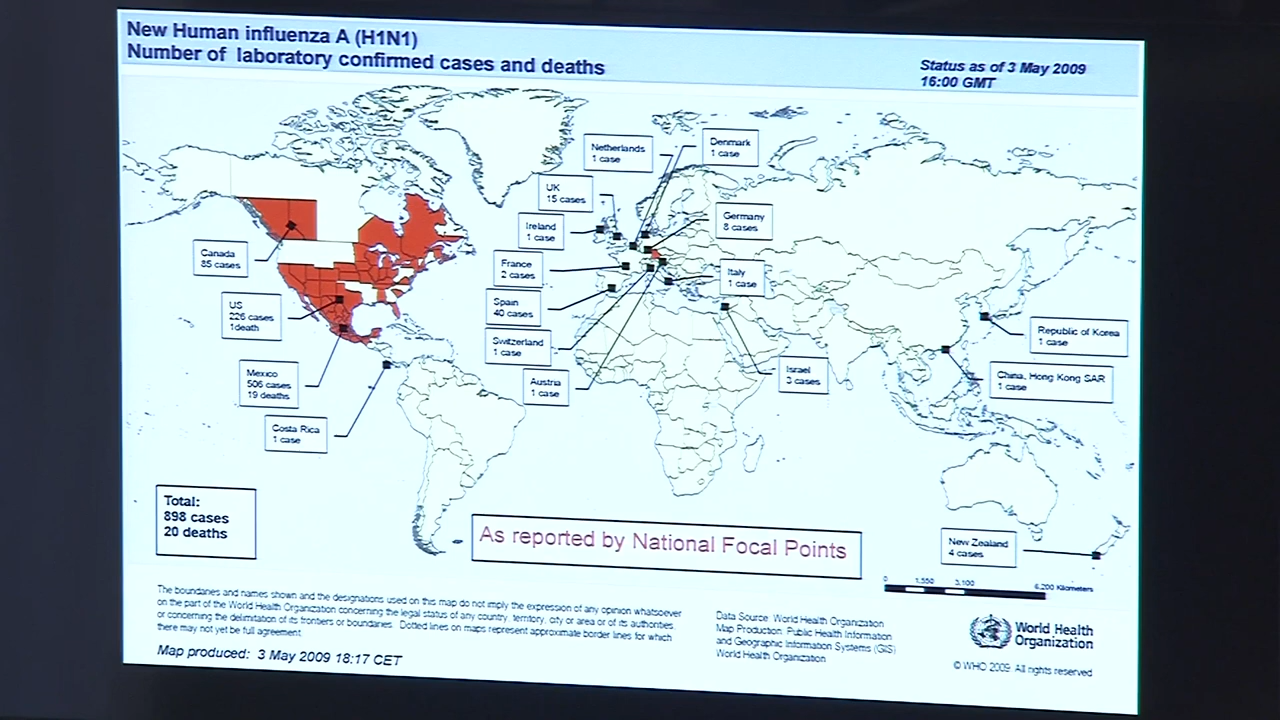 New Human influenza A (H1N1)
Number of laboratory confirmed cases and deaths
Status as of 3 May 2009
16:00 GMT
Netherlands
1 case
Denmark
1 case
UK
15 cases
Germany
8 cases
Ireland
1 case
Canada
85 cases
France
2 cases
Italy
1 case
US
226 cases
1death
Spain
40 cases
Republic of Korea
1 case
Switzerland
1 case
Israel
3 cases
China, Hong Kong SAR
1 case
Mexico
506 cases
19 deaths
Austria
1 case
Costa Rica
1 case
Total:
898 cases
20 deaths
As reported by National Focal Points
New Zealand
4 cases
0 1,550 3,100 6,200 Kilometers
The boundaries and names shown and the designations used on this map do not imply the expression of any opinion whatsoever
on the part of the World Health Organization concerning the legal status of any country, territory, city or area or of its authorities,
or concerning the delimitation of its frontiers or boundaries. Dotted lines on maps represent approximate border lines for which
there may not yet be full agreement.
Map produced: 3 May 2009 18:17 CET
Data Source: World Health Organization
Map Production: Public Health Information
and Geographic Information Systems (GIS)
World Health Organization
World Health
Organization
© WHO 2009. All rights reserved